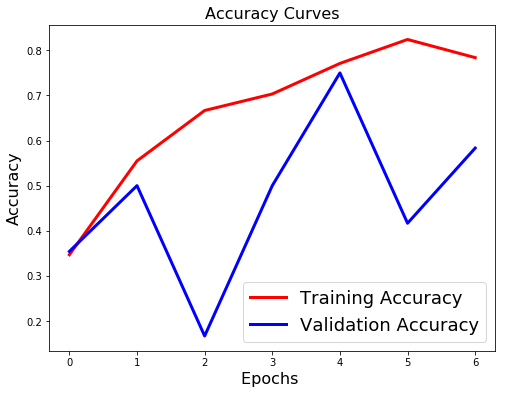 Accuracy Curves
Accuracy
0.8
0.7
0.6
0.5
0.4
0.3
0.2
Training Accuracy
Validation Accuracy
0 1 2 3 4 5 6
Epochs